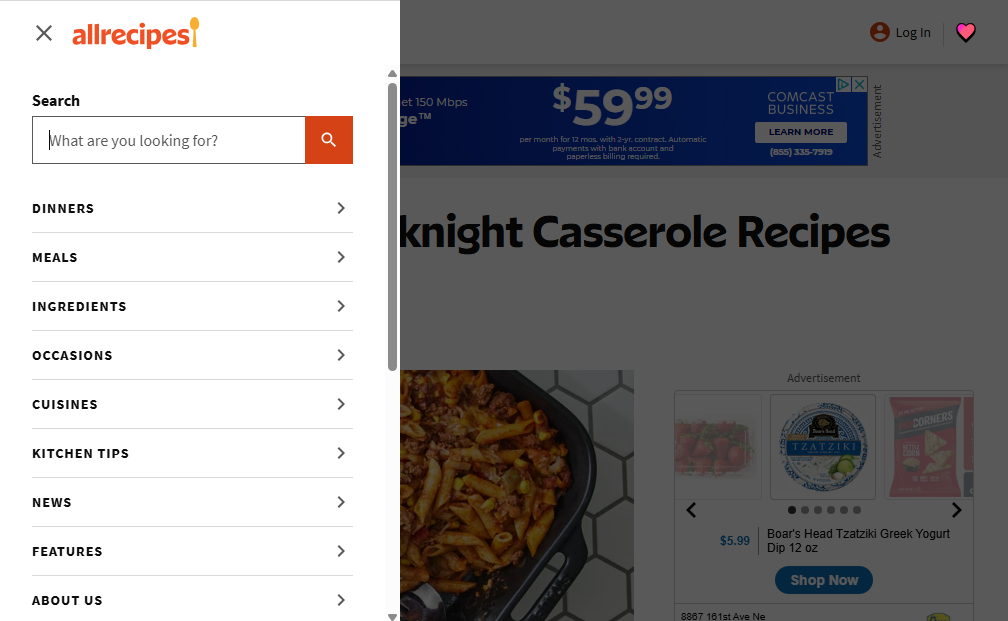 allrecipes
Log In
Search
What are you looking for?
DINNERS
MEALS
INGREDIENTS
OCCASIONS
CUISINES
KITCHEN TIPS
NEWS
FEATURES
ABOUT US
et 150 Mbps
ge™
$59⁹⁹
per month for 12 mos. with 2-yr. contract. Automatic
payments with bank account and
paperless billing required.
COMCAST
BUSINESS
LEARN MORE
(855) 335-7919
Advertisement
knight Casserole Recipes
Advertisement
Boar's Head
TZATZIKI
CORNERS
$5.99
Boar's Head Tzatziki Greek Yogurt
Dip 12 oz
Shop Now
8867 161st Ave Ne